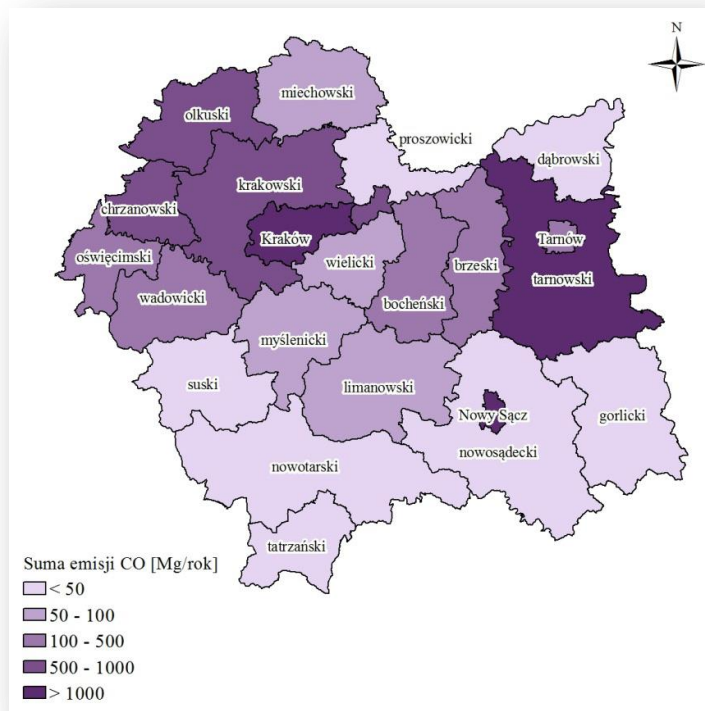 N
miechowski
olkuski
proszowicki
dąbrowski
krakowski
chrzanowski
Kraków
Tarnów
oświęcimski
wielicki
brzeski
tarnowski
wadowicki
bocheński
myślenicki
suski
limanowski
Nowy Sącz
gorlicki
nowosądecki
nowotarski
tatrzański
Suma emisji CO [Mg/rok]
< 50
50 - 100
100 - 500
500 - 1000
> 1000